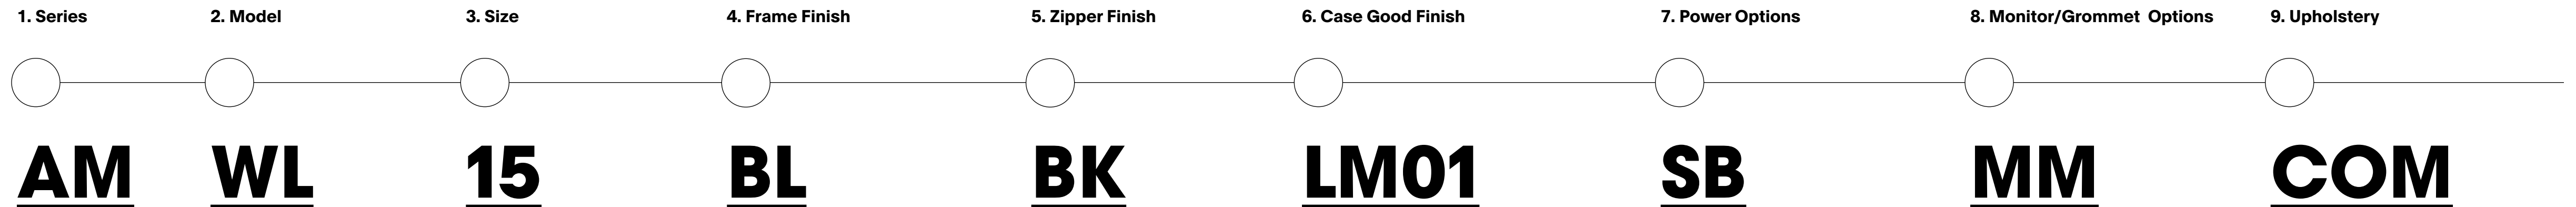 1. Series 2. Model 3. Size 4. Frame Finish 5. Zipper Finish 6. Case Good Finish 7. Power Options 8. Monitor/Grommet Options 9. Upholstery
AM WL 15 BL BK LM01 SB MM COM